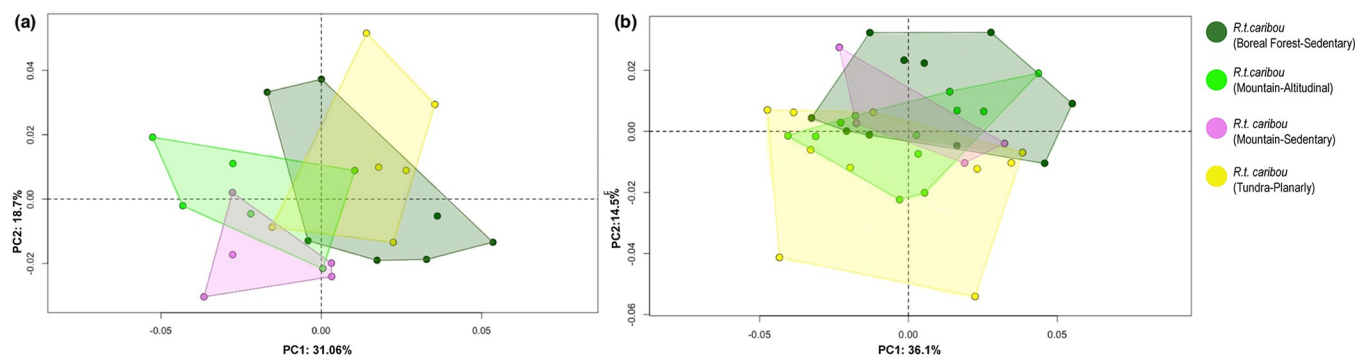 (a)
0.04
0.02
0.00
-0.02
PC2: 18.7%
-0.05
0.00
0.05
PC1: 31.06%
(b)
0.02
0.00
-0.02
-0.04
-0.06
PC2:14.5%
-0.05
0.00
0.05
PC1: 36.1%
R.t.caribou
(Boreal Forest-Sedentary)
R.t.caribou
(Mountain-Altitudinal)
R.t. caribou
(Mountain-Sedentary)
R.t. caribou
(Tundra-Planarly)